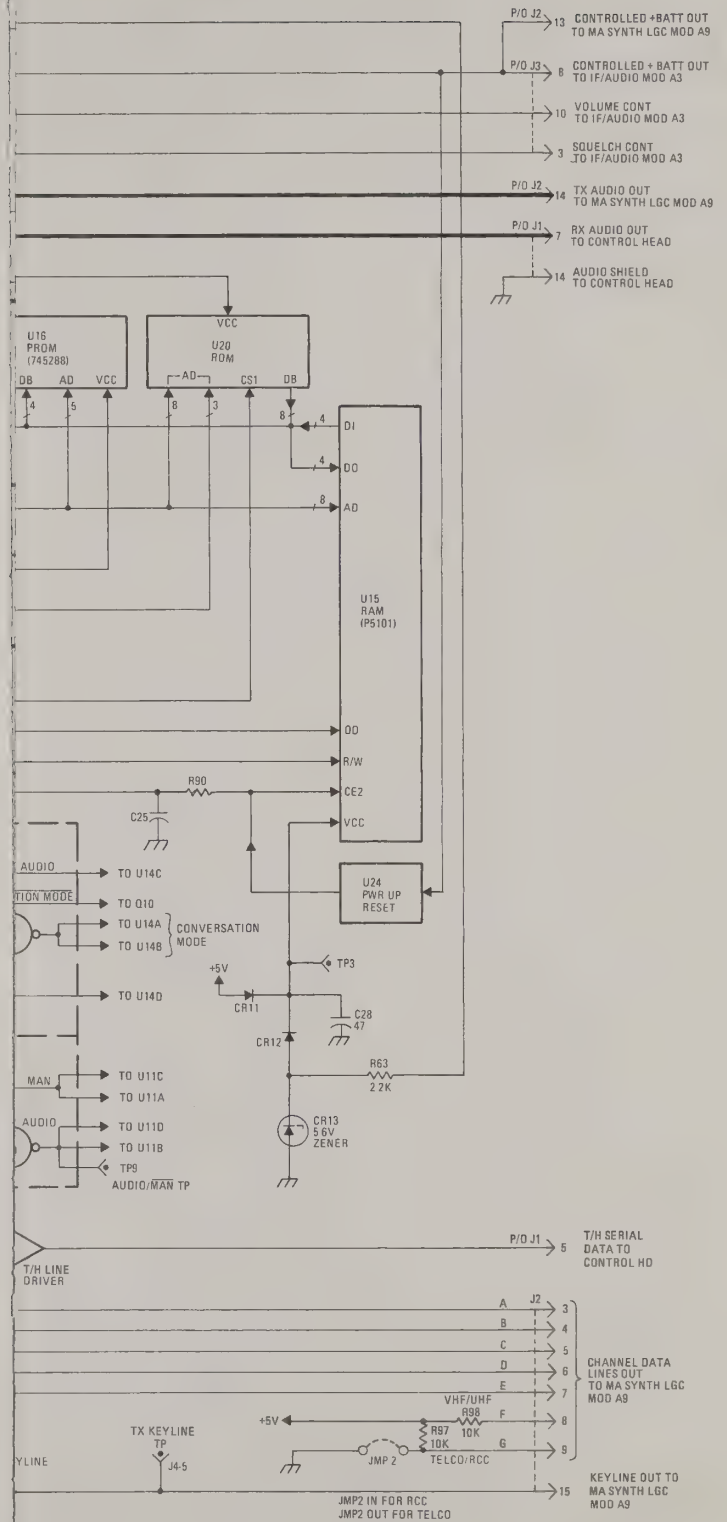 P/O J2 13 CONTROLLED +BATT OUT
TO MA SYNTH LGC MOD A9
P/O J3 8 CONTROLLED + BATT OUT
TO IF/AUDIO MOD A3
10 VOLUME CONT
TO IF/AUDIO MOD A3
3 SQUELCH CONT
TO IF/AUDIO MOD A3
P/O J2 14 TX AUDIO OUT
TO MA SYNTH LGC MOD A9
P/O J1 7 RX AUDIO OUT
TO CONTROL HEAD
14 AUDIO SHIELD
TO CONTROL HEAD
U16
PROM
(745288)
DB AD VCC
4 5
VCC
U20
ROM
AD CS1 DB
8 3 8
4 DI
4 DO
8 AD
U15
RAM
(P5101)
OD
R/W
R90
CE2
C25
VCC
U24
PWR UP
RESET
AUDIO TO U14C
TION MODE TO Q10
TO U14A
TO U14B
CONVERSATION
MODE
TO U14D
TP3
+5V
CR11
C28
47
CR12
R63
2 2K
CR13
5 6V
ZENER
MAN TO U11C
TO U11A
AUDIO TO U11D
TO U11B
TP9
AUDIO/MAN TP
T/H LINE
DRIVER
P/O J1 5 T/H SERIAL
DATA TO
CONTROL HD
J2
A 3
B 4
C 5
D 6
E 7
F 8
G 9
CHANNEL DATA
LINES OUT
TO MA SYNTH LGC
MOD A9
VHF/UHF
+5V
R98
10K
R97
10K
JMP 2
TELCO/RCC
TX KEYLINE
TP
J4-5
YLINE
15 KEYLINE OUT TO
MA SYNTH LGC
MOD A9
JMP2 IN FOR RCC
JMP2 OUT FOR TELCO